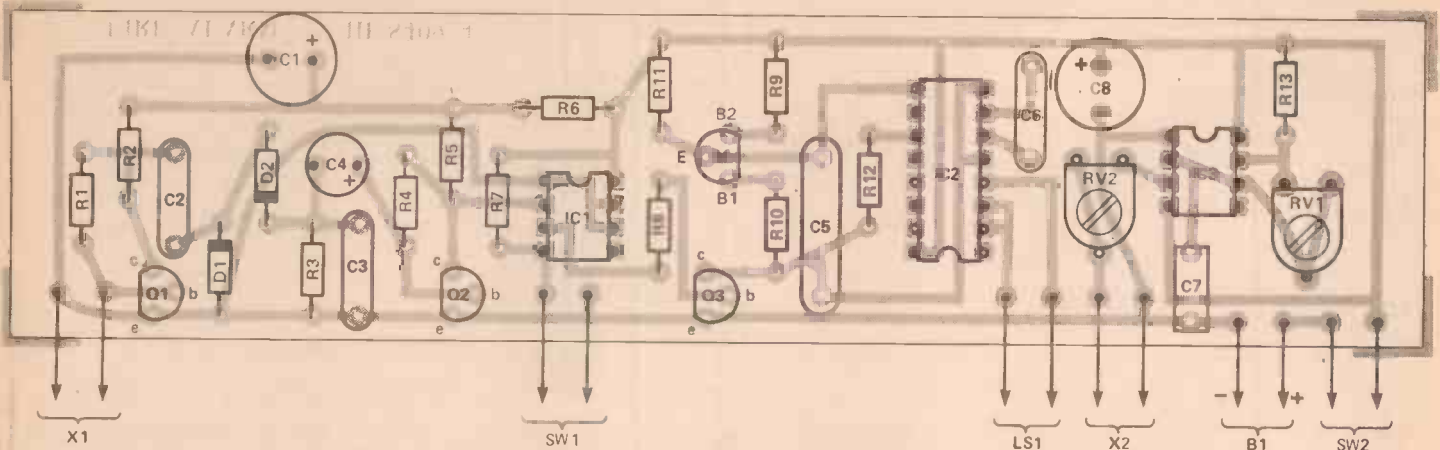 C1
+
R11
R9
R13
+
C8
C6
R6
B2
R2
R5
E
R1
D2
C4
+
R4
R7
R12
C2
RV2
C2
IC1
B1
RV1
R10
C5
D1
R3
C3
C7
c
Q1
b
e
c
Q2
b
e
c
Q3
b
e
-
+
X1
SW1
LS1
X2
B1
SW2